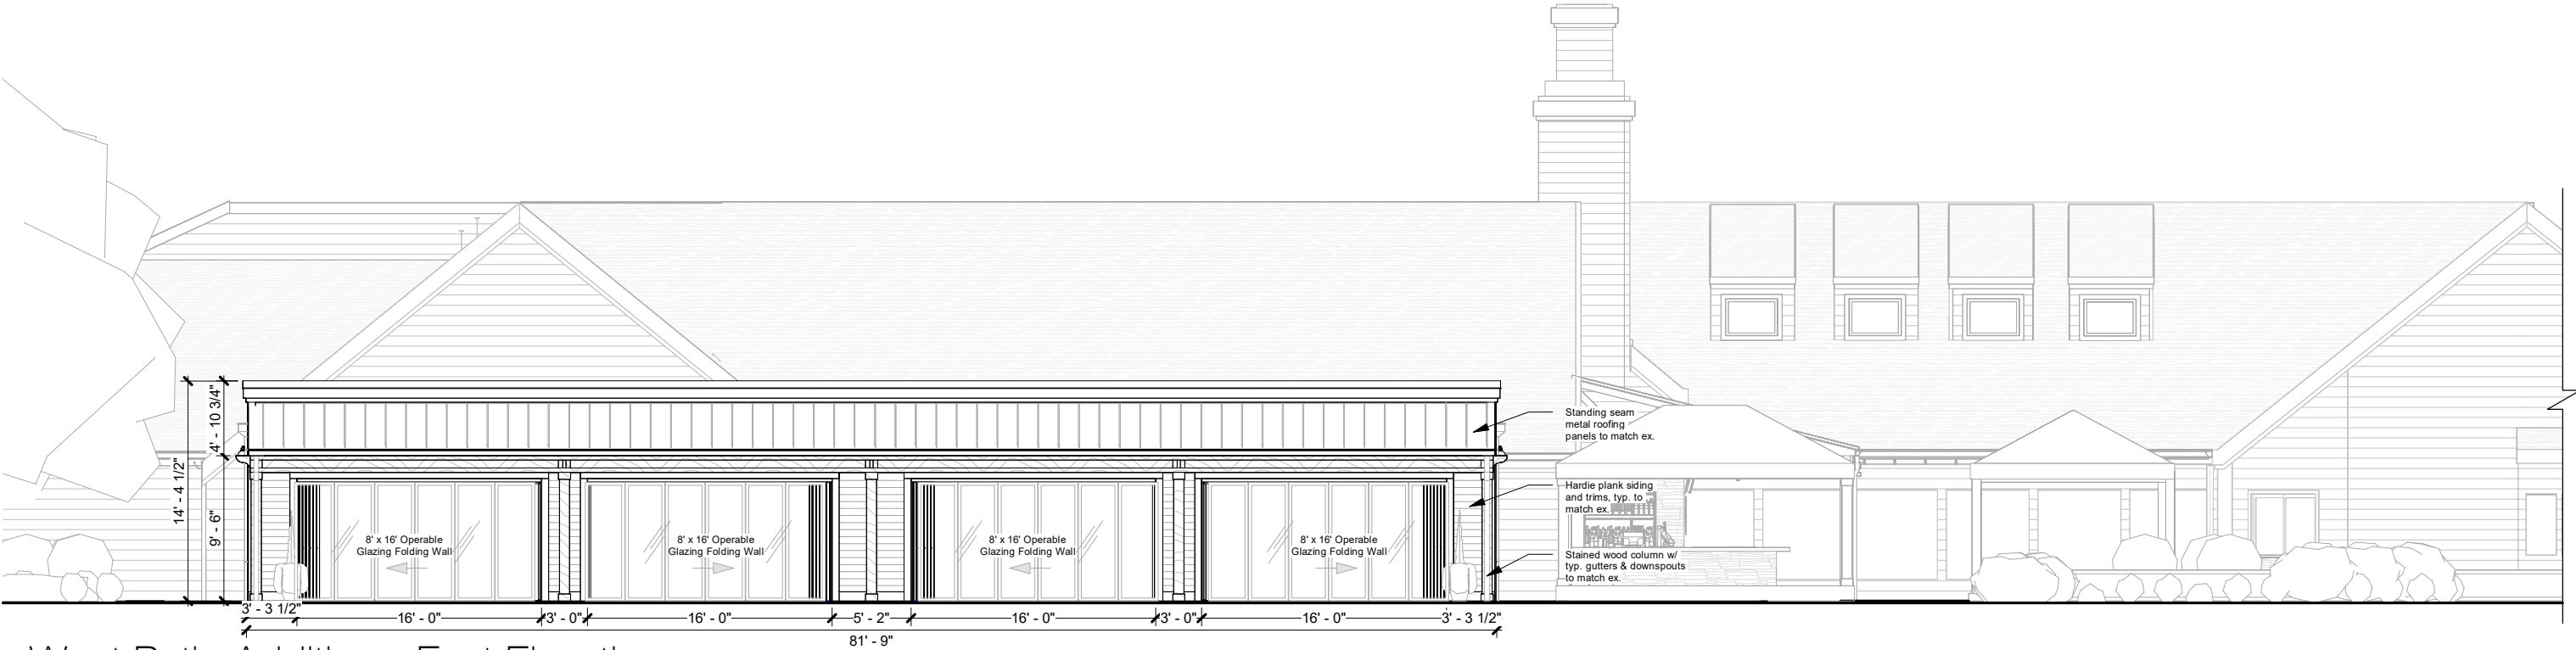 Standing seam
metal roofing
panels to match ex.
4' - 10 3/4"
14' - 4 1/2"
9' - 6"
Hardie plank siding
and trims, typ. to
match ex.
8' x 16' Operable
Glazing Folding Wall
8' x 16' Operable
Glazing Folding Wall
8' x 16' Operable
Glazing Folding Wall
8' x 16' Operable
Glazing Folding Wall
Stained wood column w/
typ. gutters & downspouts
to match ex.
3' - 3 1/2" 16' - 0" 3' - 0" 16' - 0" 5' - 2" 16' - 0" 3' - 0" 16' - 0" 3' - 3 1/2"
81' - 9"